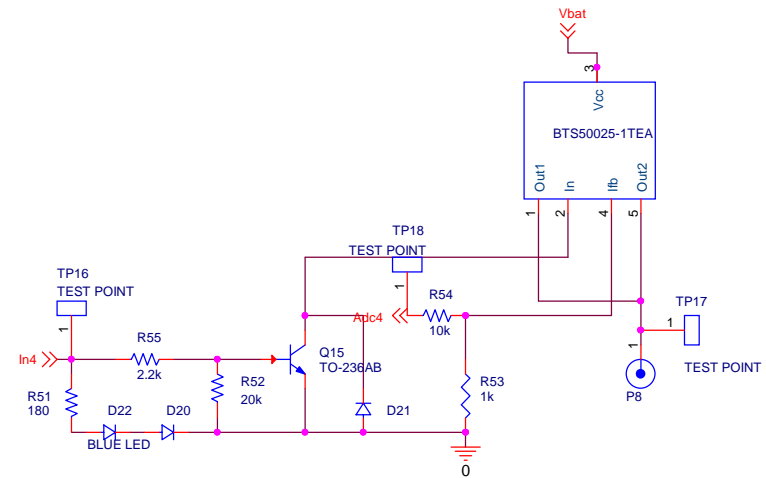 Vbat
3
Vcc
BTS50025-1TEA
Out1
In
Ifb
Out2
1
2
4
5
TP18
TEST POINT
1
TP16
TEST POINT
1
R54
10k
Adc4
TP17
1
TEST POINT
1
P8
In4
R55
2.2k
Q15
TO-236AB
R51
180
R52
20k
D22
D20
BLUE LED
D21
R53
1k
0